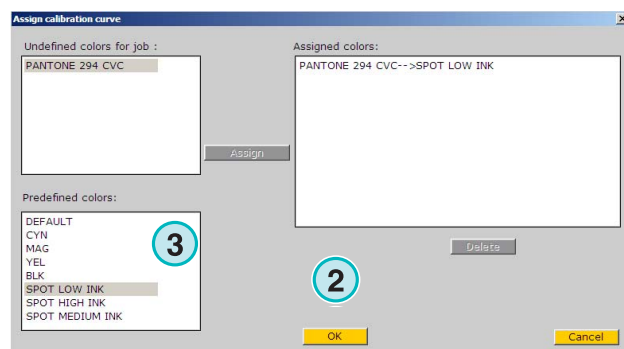 Assign calibration curve
Undefined colors for job :
PANTONE 294 CVC
Assign
Assigned colors:
PANTONE 294 CVC-->SPOT LOW INK
Predefined colors:
DEFAULT
CYN
MAG
YEL
BLK
SPOT LOW INK
SPOT HIGH INK
SPOT MEDIUM INK
3
Delete
2
OK
Cancel